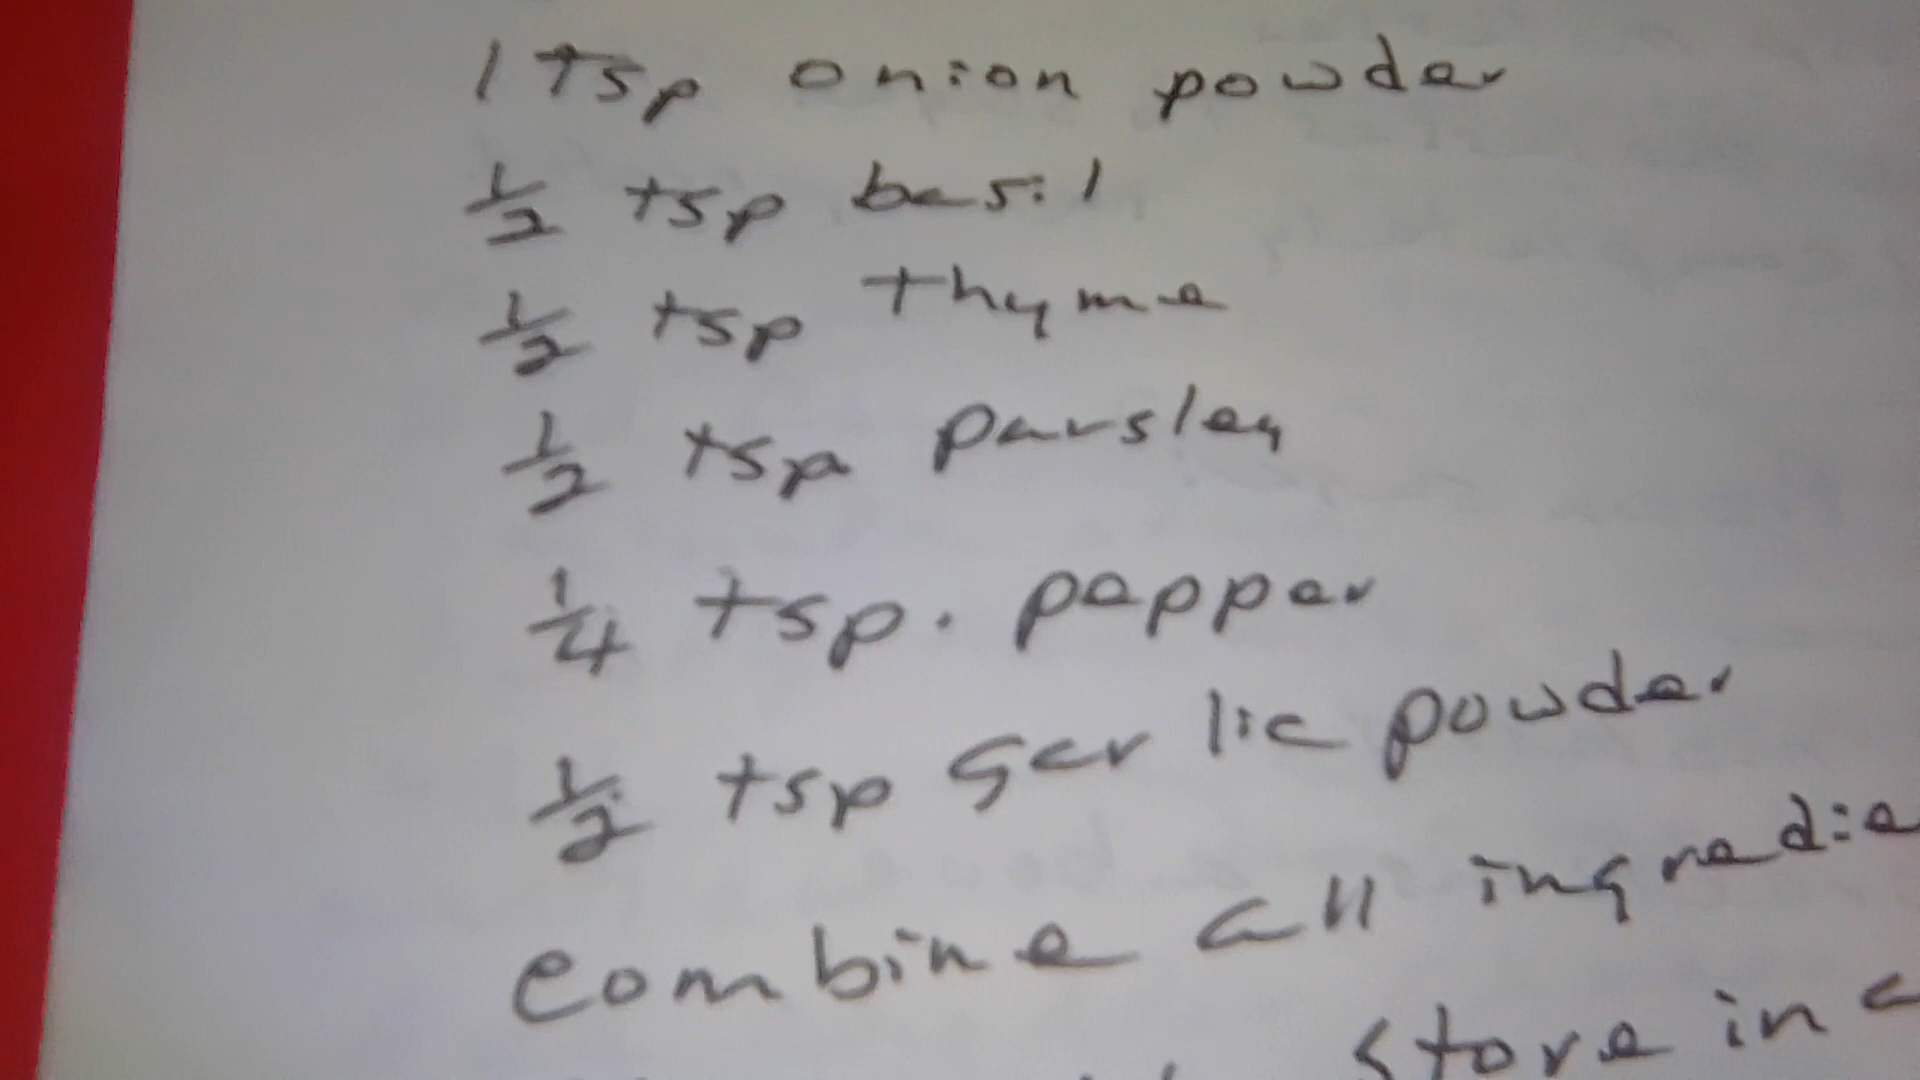 1 Tsp onion powder
1/2 tsp basil
1/2 tsp thyme
1/2 tsp parsley
1/4 tsp. pepper
1/2 tsp garlic powder
Combine all ingredie
store in a